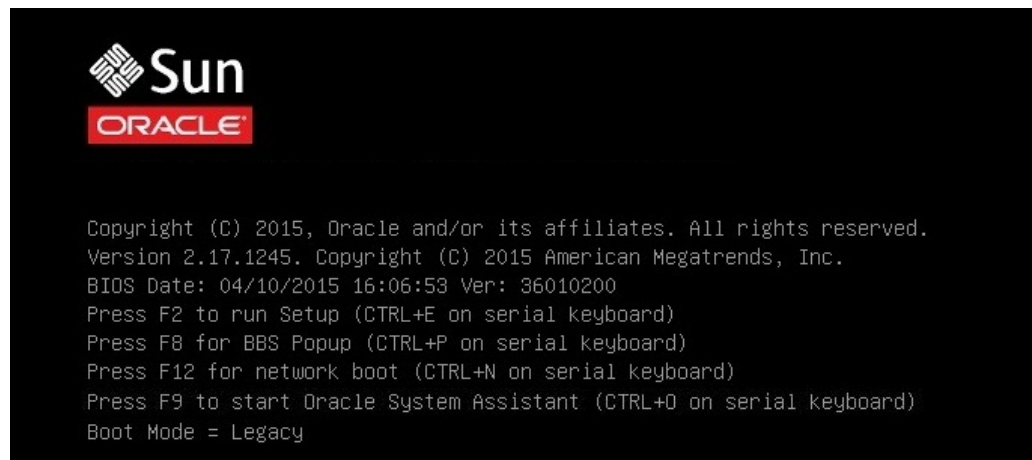 Sun
ORACLE
Copyright (C) 2015, Oracle and/or its affiliates. All rights reserved.
Version 2.17.1245. Copyright (C) 2015 American Megatrends, Inc.
BIOS Date: 04/10/2015 16:06:53 Ver: 36010200
Press F2 to run Setup (CTRL+E on serial keyboard)
Press F8 for BBS Popup (CTRL+P on serial keyboard)
Press F12 for network boot (CTRL+N on serial keyboard)
Press F9 to start Oracle System Assistant (CTRL+O on serial keyboard)
Boot Mode = Legacy